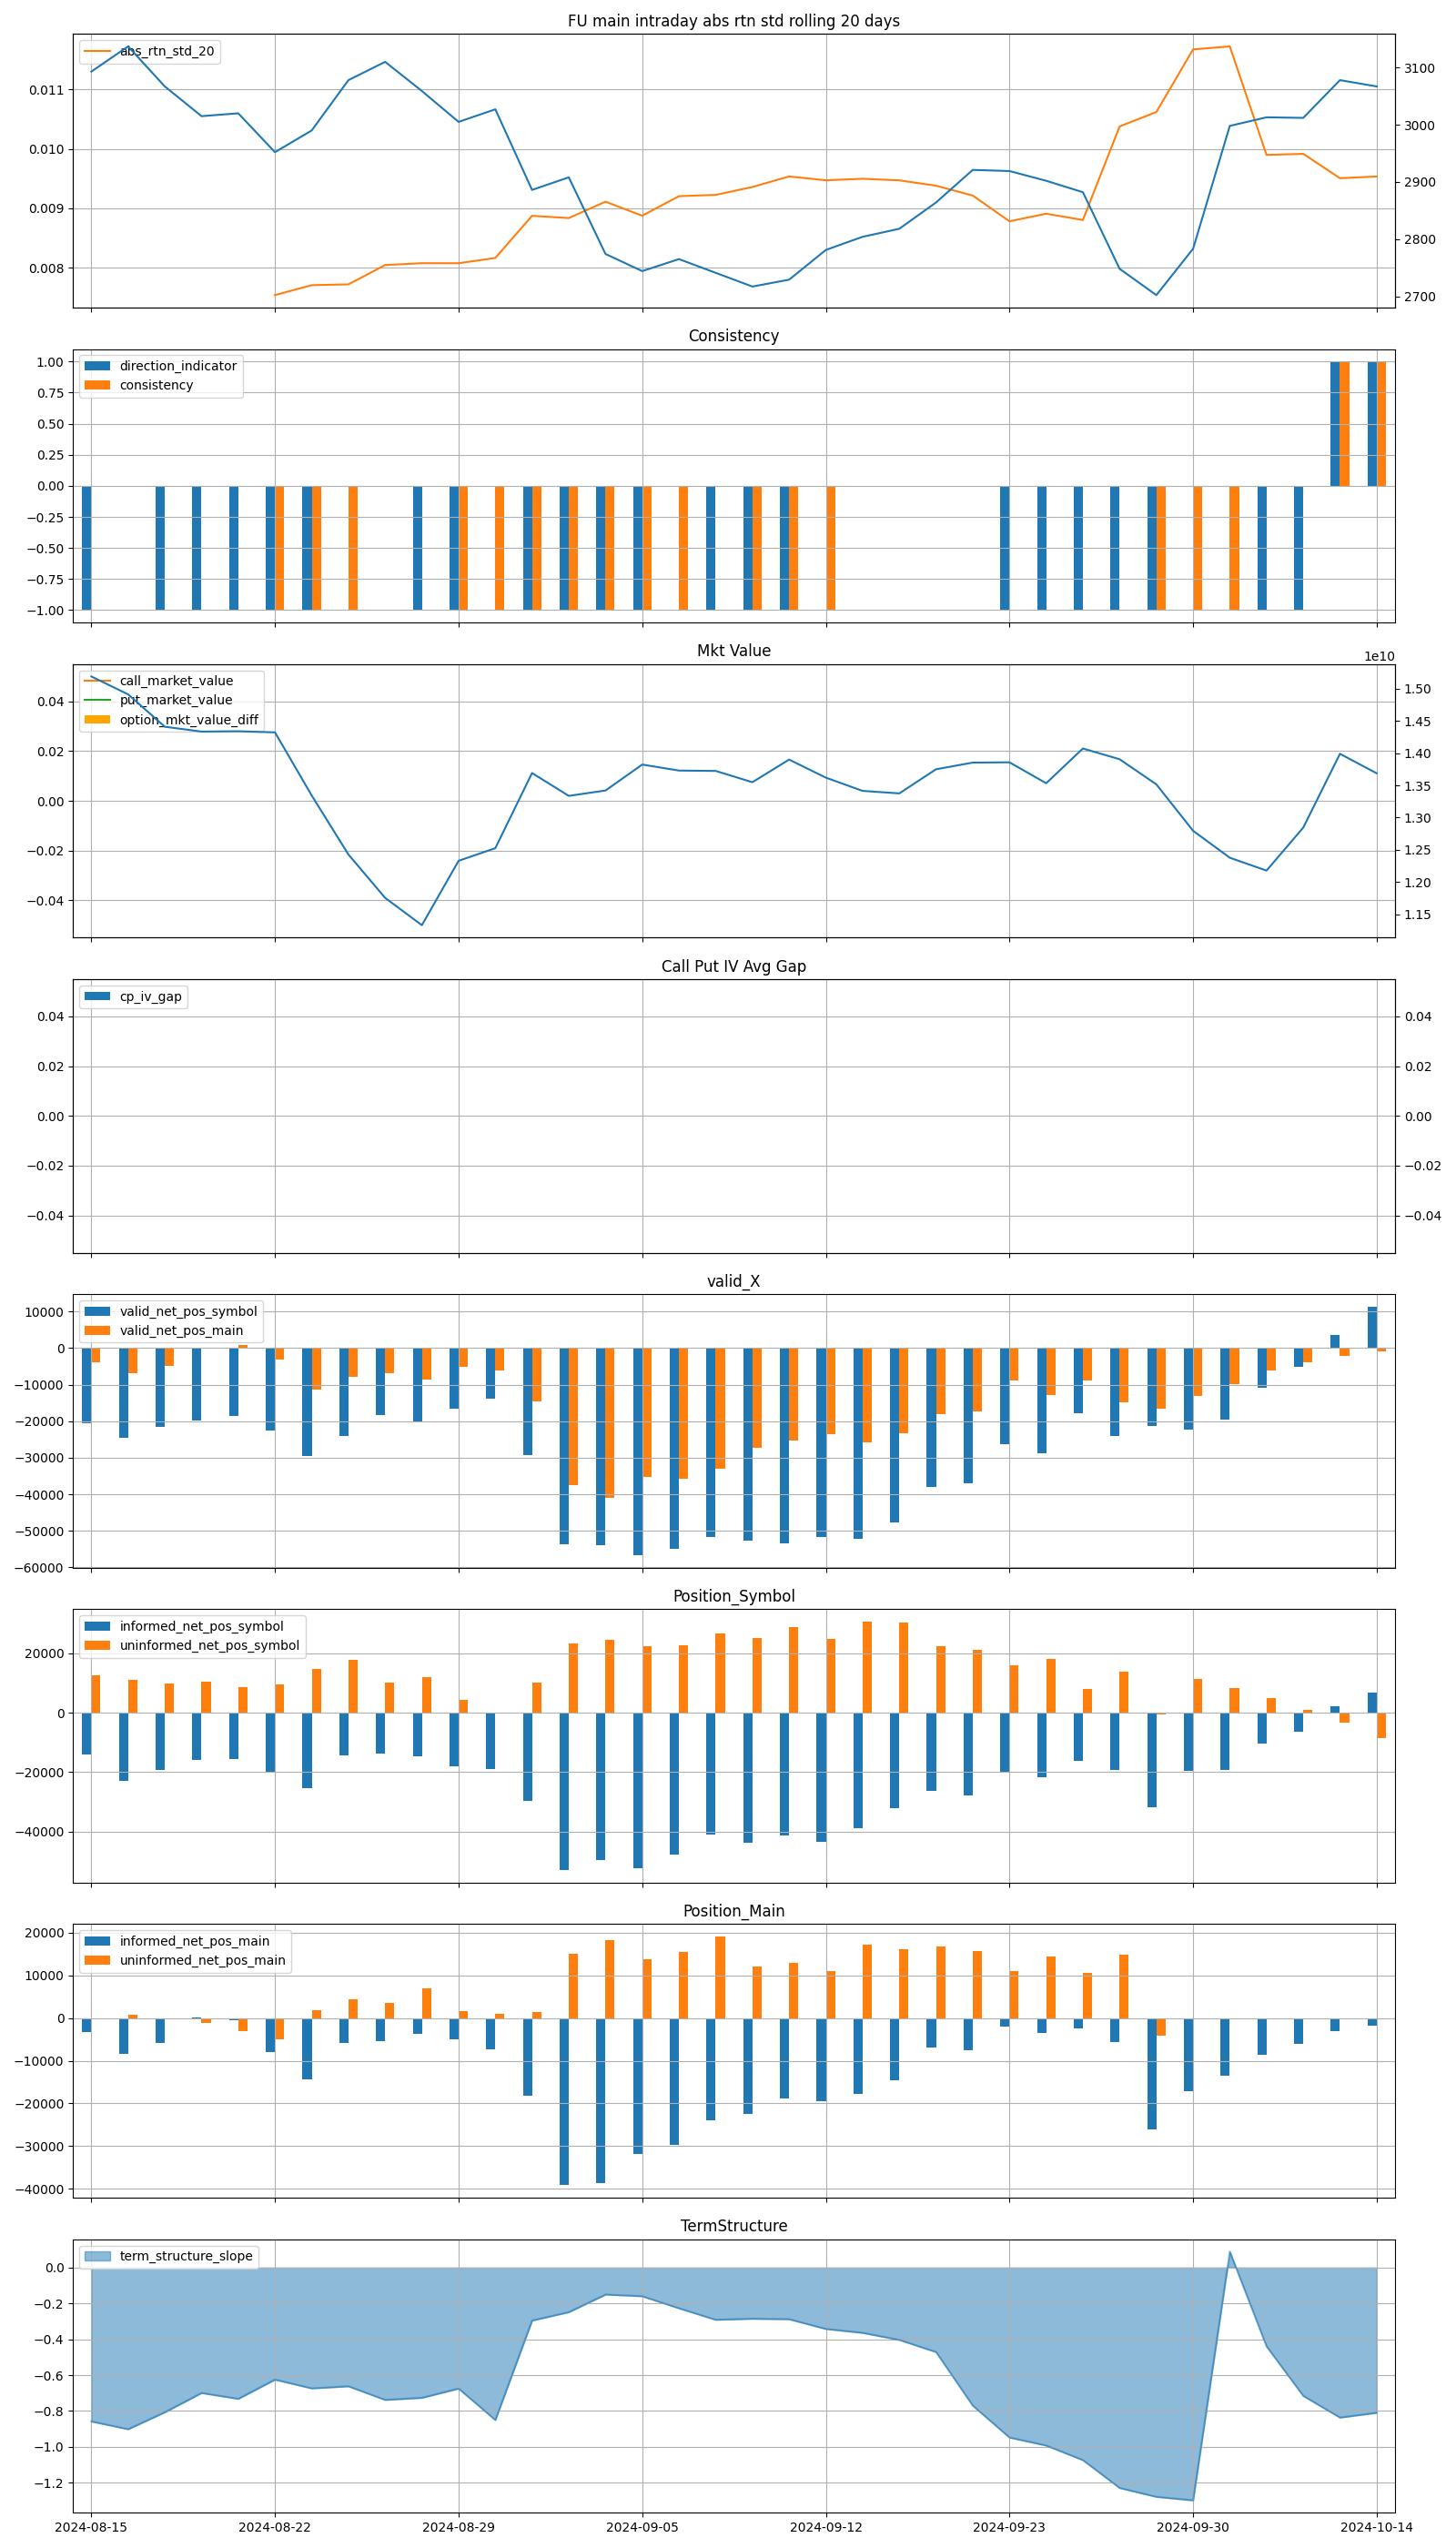 FU main intraday abs rtn std rolling 20 days
abs_rtn_std_20
0.011
0.010
0.009
0.008
3100
3000
2900
2800
2700
Consistency
direction_indicator
consistency
1.00
0.75
0.50
0.25
0.00
−0.25
−0.50
−0.75
−1.00
Mkt Value
1e10
call_market_value
put_market_value
option_mkt_value_diff
0.04
0.02
0.00
−0.02
−0.04
1.50
1.45
1.40
1.35
1.30
1.25
1.20
1.15
Call Put IV Avg Gap
cp_iv_gap
0.04
0.02
0.00
−0.02
−0.04
0.04
0.02
0.00
−0.02
−0.04
valid_X
valid_net_pos_symbol
valid_net_pos_main
10000
0
−10000
−20000
−30000
−40000
−50000
−60000
Position_Symbol
informed_net_pos_symbol
uninformed_net_pos_symbol
20000
0
−20000
−40000
Position_Main
informed_net_pos_main
uninformed_net_pos_main
20000
10000
0
−10000
−20000
−30000
−40000
TermStructure
term_structure_slope
0.0
−0.2
−0.4
−0.6
−0.8
−1.0
−1.2
2024-08-15 2024-08-22 2024-08-29 2024-09-05 2024-09-12 2024-09-23 2024-09-30 2024-10-14